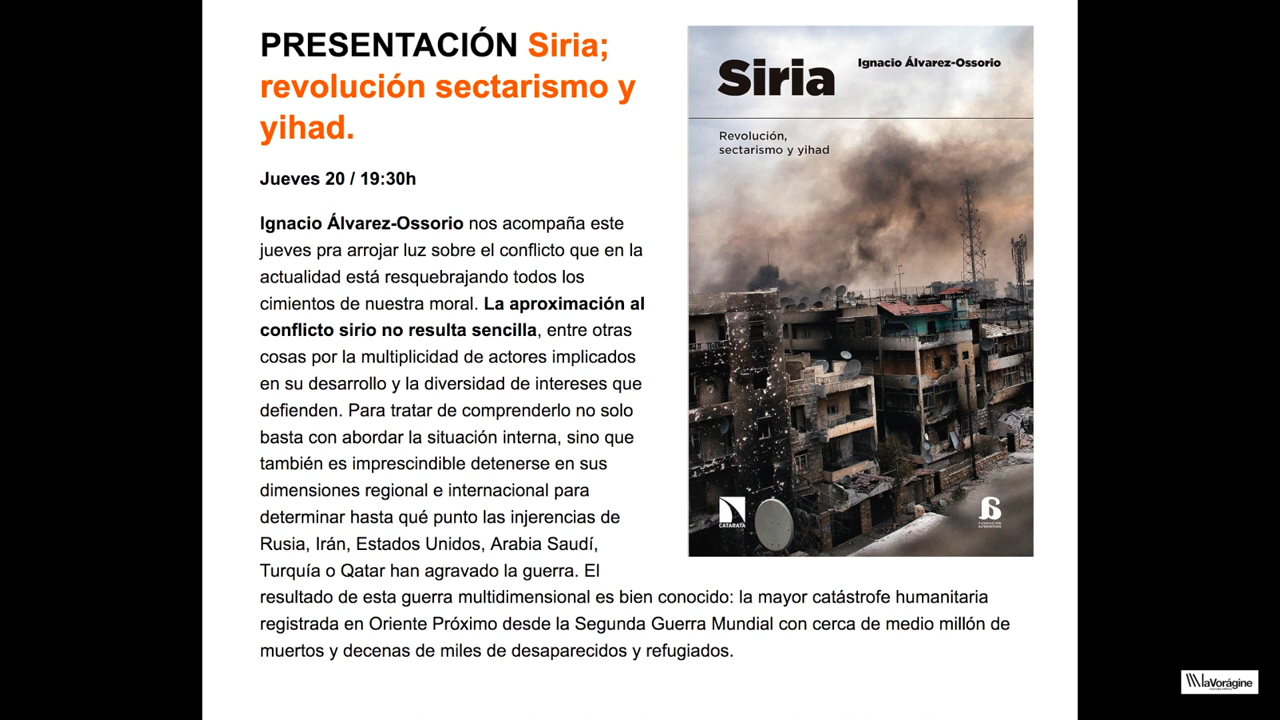 PRESENTACIÓN Siria;
revolución sectarismo y
yihad.
Jueves 20 / 19:30h
Ignacio Álvarez-Ossorio nos acompaña este
jueves pra arrojar luz sobre el conflicto que en la
actualidad está resquebrajando todos los
cimientos de nuestra moral. La aproximación al
conflicto sirio no resulta sencilla, entre otras
cosas por la multiplicidad de actores implicados
en su desarrollo y la diversidad de intereses que
defienden. Para tratar de comprenderlo no solo
basta con abordar la situación interna, sino que
también es imprescindible detenerse en sus
dimensiones regional e internacional para
determinar hasta qué punto las injerencias de
Rusia, Irán, Estados Unidos, Arabia Saudí,
Turquía o Qatar han agravado la guerra. El
resultado de esta guerra multidimensional es bien conocido: la mayor catástrofe humanitaria
registrada en Oriente Próximo desde la Segunda Guerra Mundial con cerca de medio millón de
muertos y decenas de miles de desaparecidos y refugiados.
Siria
Ignacio Álvarez-Ossorio
Revolución,
sectarismo y yihad
CATARATA
FUNDACIÓN
ALTERNATIVAS
laVorágine